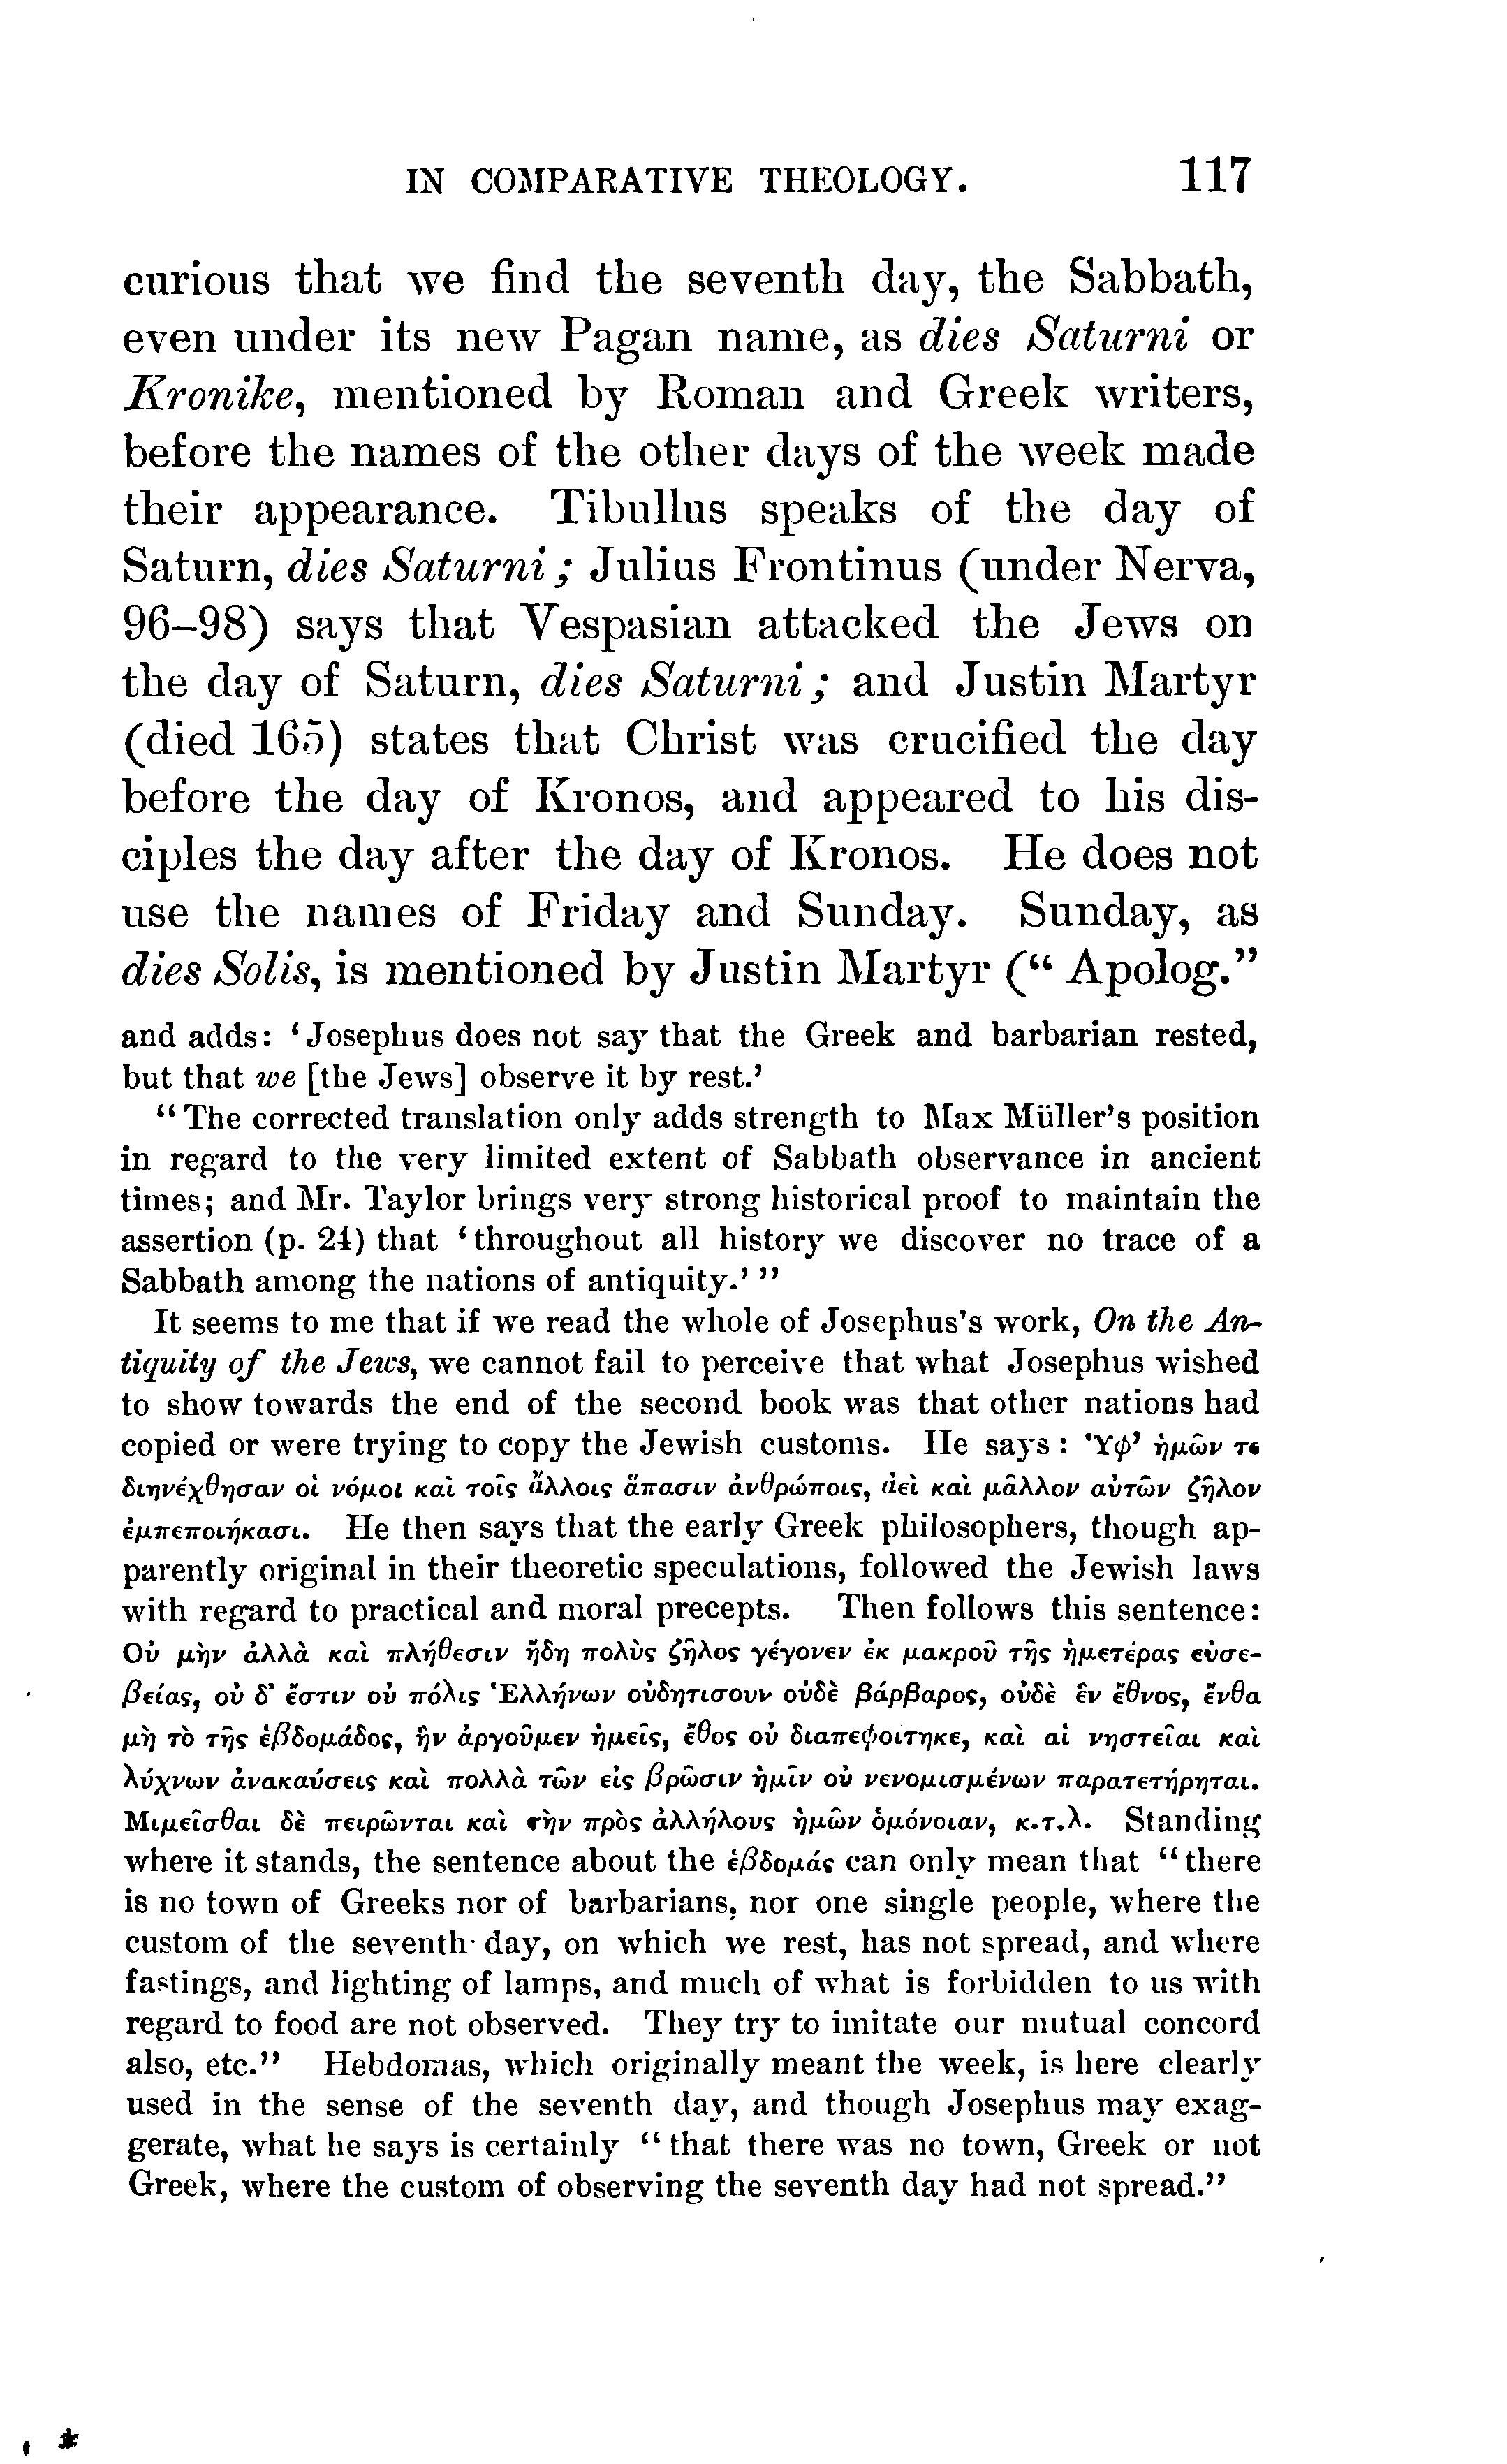 IN COMPARATIVE THEOLOGY. 117
curious that we find the seventh day, the Sabbath,
even under its new Pagan name, as dies Saturni or
Kronike, mentioned by Roman and Greek writers,
before the names of the other days of the week made
their appearance. Tibullus speaks of the day of
Saturn, dies Saturni; Julius Frontinus (under Nerva,
96–98) says that Vespasian attacked the Jews on
the day of Saturn, dies Saturni; and Justin Martyr
(died 165) states that Christ was crucified the day
before the day of Kronos, and appeared to his dis-
ciples the day after the day of Kronos. He does not
use the names of Friday and Sunday. Sunday, as
dies Solis, is mentioned by Justin Martyr (“ Apolog.”
and adds: ‘Josephus does not say that the Greek and barbarian rested,
but that we [the Jews] observe it by rest.’
“The corrected translation only adds strength to Max Müller's position
in regard to the very limited extent of Sabbath observance in ancient
times; and Mr. Taylor brings very strong historical proof to maintain the
assertion (p. 24) that ‘throughout all history we discover no trace of a
Sabbath among the nations of antiquity.’ ”
It seems to me that if we read the whole of Josephus's work, On the An-
tiquity of the Jews, we cannot fail to perceive that what Josephus wished
to show towards the end of the second book was that other nations had
copied or were trying to copy the Jewish customs. He says: Ὑφ’ ἡμῶν τε
διηνέχθησαν οἱ νόμοι καὶ τοῖς ἄλλοις ἅπασιν ἀνθρώποις, ἀεὶ καὶ μᾶλλον αὐτῶν ζῆλον
ἐμπεποιήκασι. He then says that the early Greek philosophers, though ap-
parently original in their theoretic speculations, followed the Jewish laws
with regard to practical and moral precepts. Then follows this sentence:
Οὐ μὴν ἀλλὰ καὶ πλήθεσιν ἤδη πολὺς ζῆλος γέγονεν ἐκ μακροῦ τῆς ἡμετέρας εὐσε-
βείας, οὐ δ’ ἔστιν οὐ πόλις Ἑλλήνων οὐδητισουν οὐδὲ βάρβαρος, οὐδὲ ἓν ἔθνος, ἔνθα
μὴ τὸ τῆς ἑβδομάδος, ἣν ἀργοῦμεν ἡμεῖς, ἔθος οὐ διαπεφοιτηκε, καὶ αἱ νηστεῖαι καὶ
λύχνων ἀνακαύσεις καὶ πολλὰ τῶν εἰς βρῶσιν ἡμῖν οὐ νενομισμένων παρατετήρηται.
Μιμεῖσθαι δὲ πειρῶνται καὶ τὴν πρὸς ἀλλήλους ἡμῶν ὁμόνοιαν, κ.τ.λ. Standing
where it stands, the sentence about the ἑβδομάς can only mean that “there
is no town of Greeks nor of barbarians, nor one single people, where the
custom of the seventh day, on which we rest, has not spread, and where
fastings, and lighting of lamps, and much of what is forbidden to us with
regard to food are not observed. They try to imitate our mutual concord
also, etc.” Hebdomas, which originally meant the week, is here clearly
used in the sense of the seventh day, and though Josephus may exag-
gerate, what he says is certainly “that there was no town, Greek or not
Greek, where the custom of observing the seventh day had not spread.”